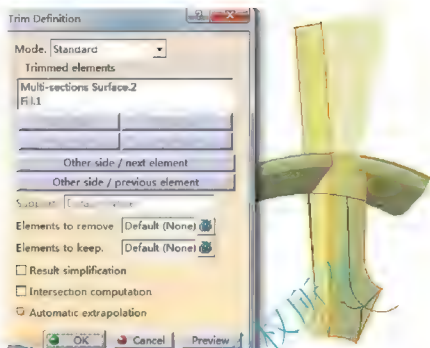 Trim Definition
Mode. Standard
Trimmed elements
Multi-sections Surface.2
Fill.1
Other side / next element
Other side / previous element
Elements to remove Default (None)
Elements to keep. Default (None)
Result simplification
Intersection computation
Automatic extrapolation
OK Cancel Preview
权